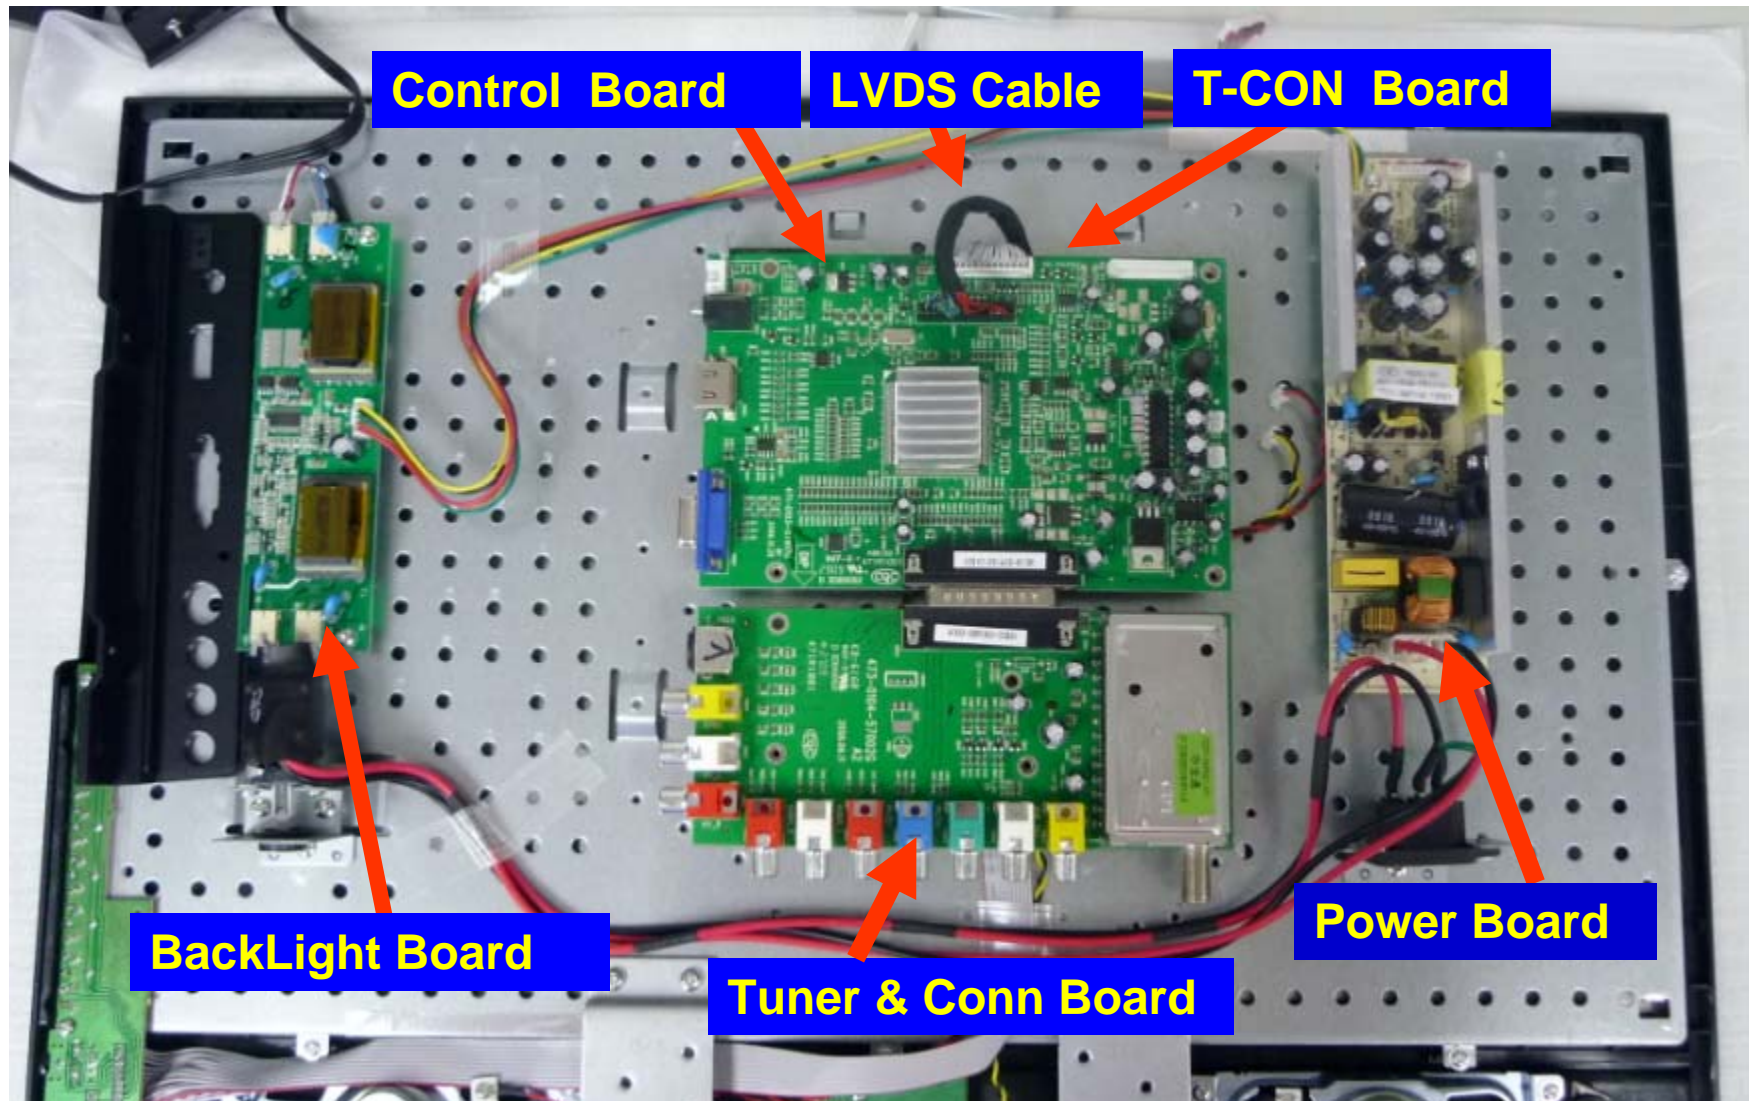 Control Board
LVDS Cable
T-CON Board
BackLight Board
Tuner & Conn Board
Power Board